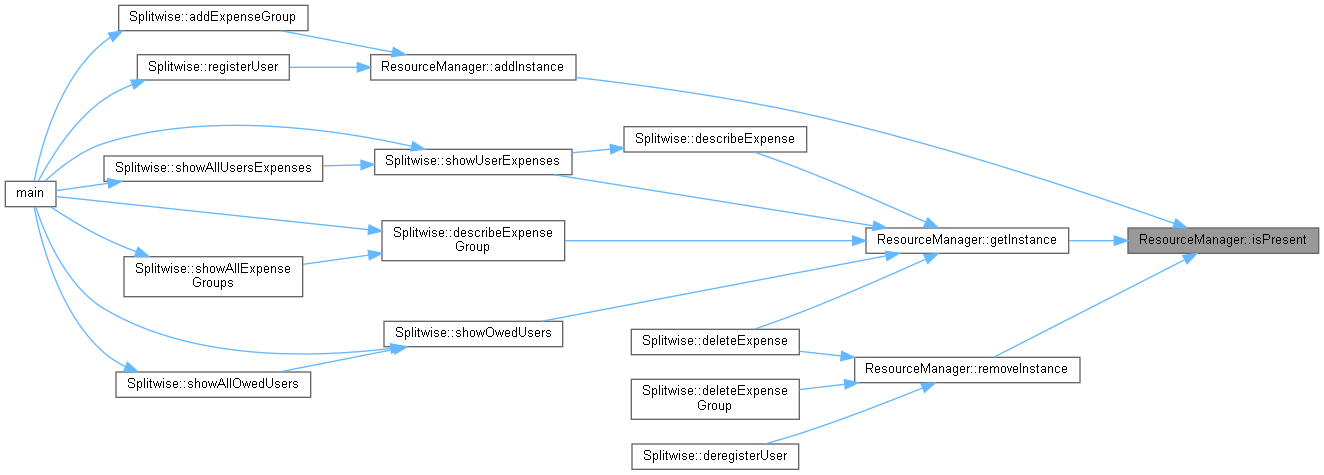 Splitwise::addExpenseGroup
Splitwise::registerUser
ResourceManager::addInstance
Splitwise::describeExpense
Splitwise::showAllUsersExpenses
Splitwise::showUserExpenses
main
Splitwise::describeExpense
Group
ResourceManager::getInstance
ResourceManager::isPresent
Splitwise::showAllExpense
Groups
Splitwise::showOwedUsers
Splitwise::deleteExpense
Splitwise::showAllOwedUsers
ResourceManager::removeInstance
Splitwise::deleteExpense
Group
Splitwise::deregisterUser